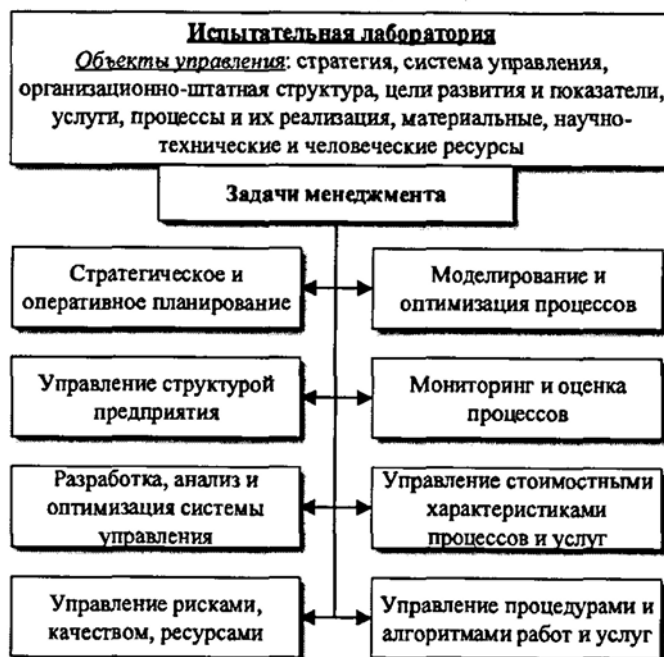 Испытательная лаборатория
Объекты управления: стратегия, система управления,
организационно-штатная структура, цели развития и показатели,
услуги, процессы и их реализация, материальные, научно-
технические и человеческие ресурсы
Задачи менеджмента
Стратегическое и
оперативное планирование
Моделирование и
оптимизация процессов
Управление структурой
предприятия
Мониторинг и оценка
процессов
Разработка, анализ и
оптимизация системы
управления
Управление стоимостными
характеристиками
процессов и услуг
Управление рисками,
качеством, ресурсами
Управление процедурами и
алгоритмами работ и услуг